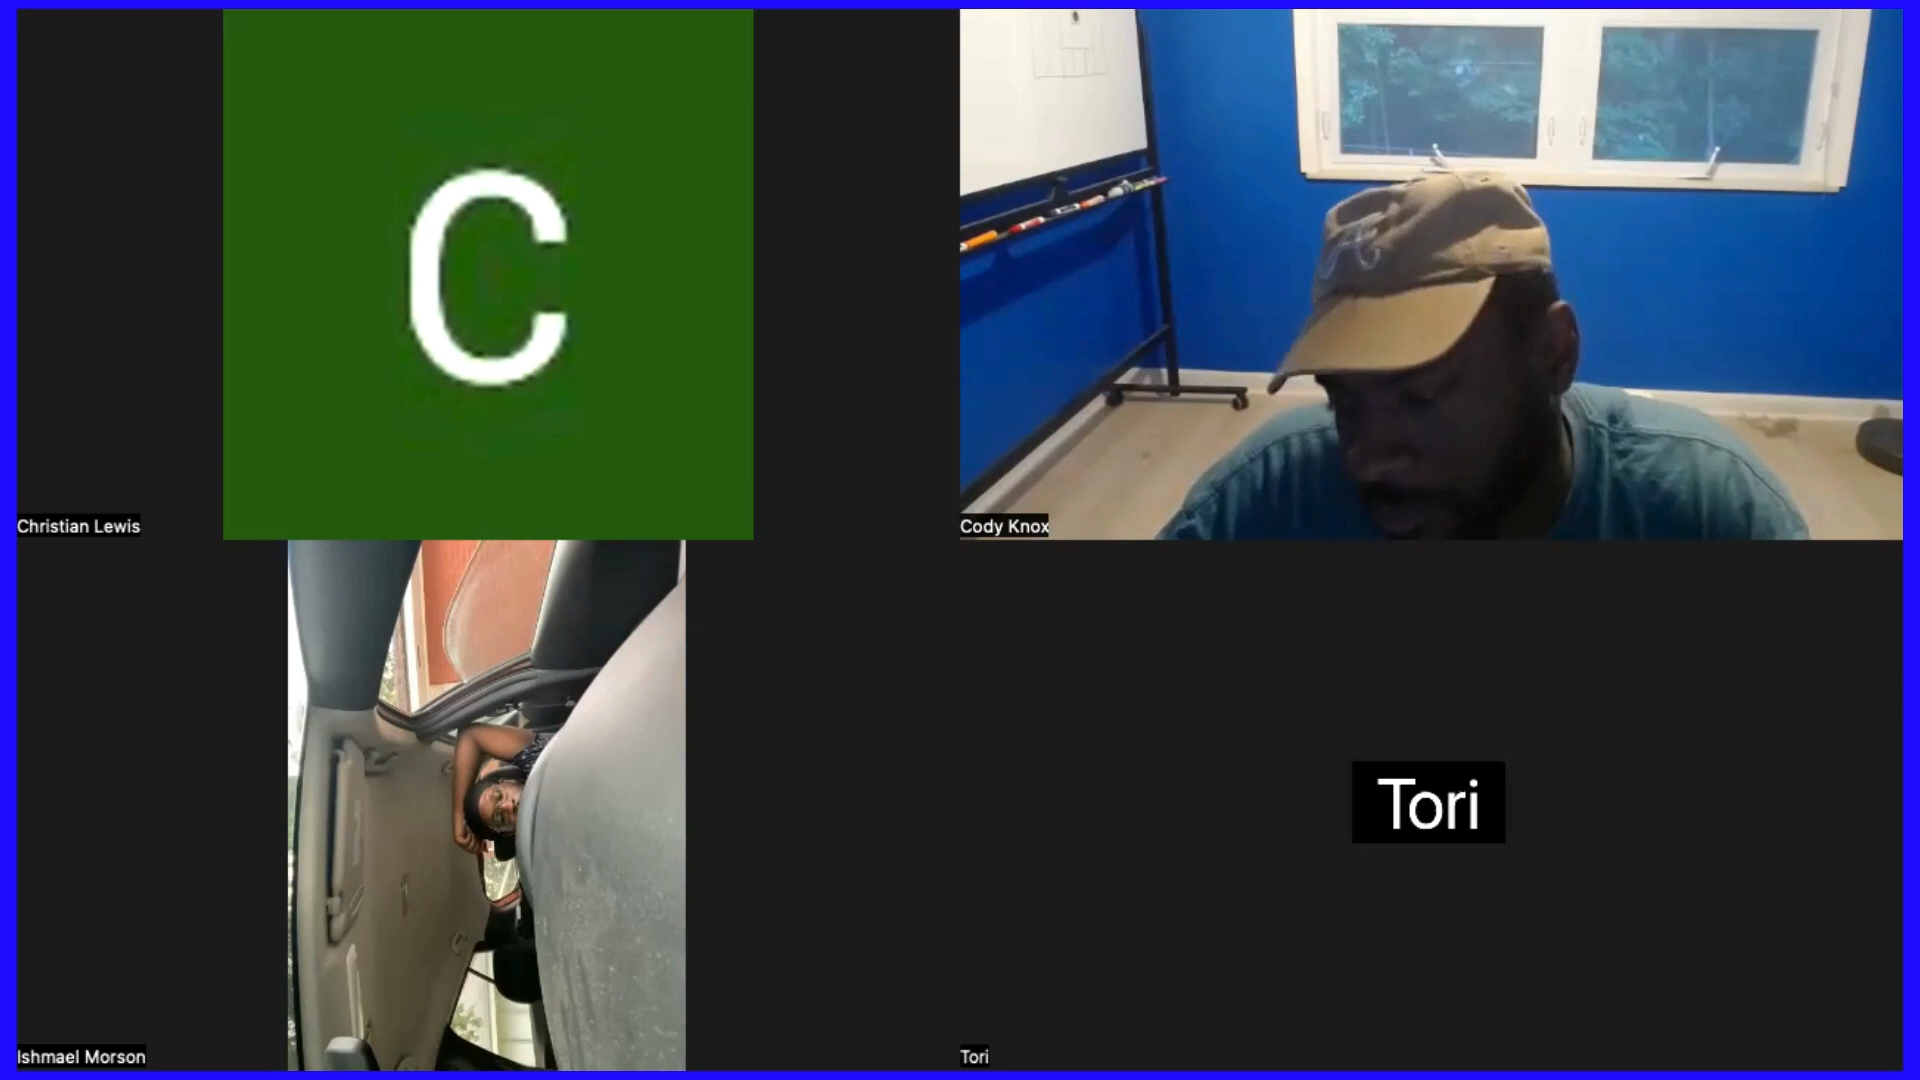 C
Christian Lewis
Cody Knox
Ishmael Morson
Tori
Tori